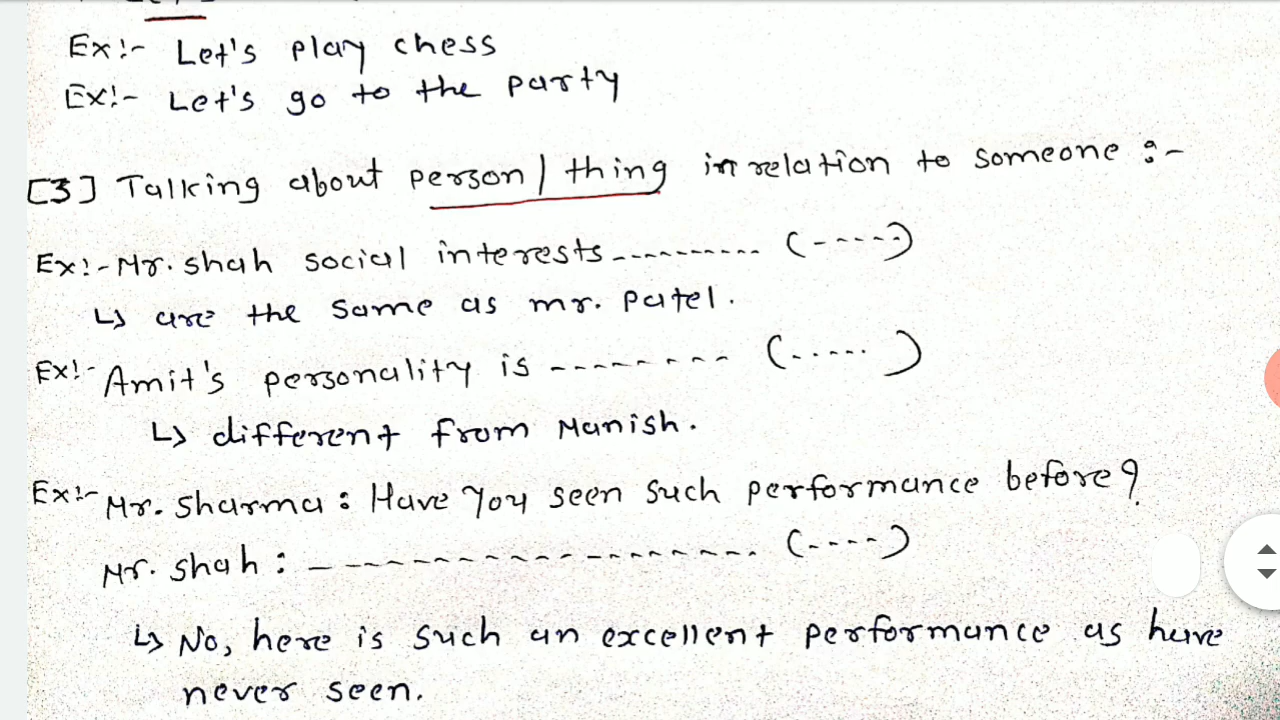 Ex:- Let's play chess
Ex:- Let's go to the party
[3] Talking about person / thing in relation to someone :-
Ex:- Mr. shah social interests ---------- (-----)
↳ are the same as mr. patel.
Ex:- Amit's personality is -------- (-----)
↳ different from Manish.
Ex:- Mr. Sharma : Have you seen such performance before?
Mr. shah : ------------------ (----)
↳ No, here is such an excellent performance as have
never seen.